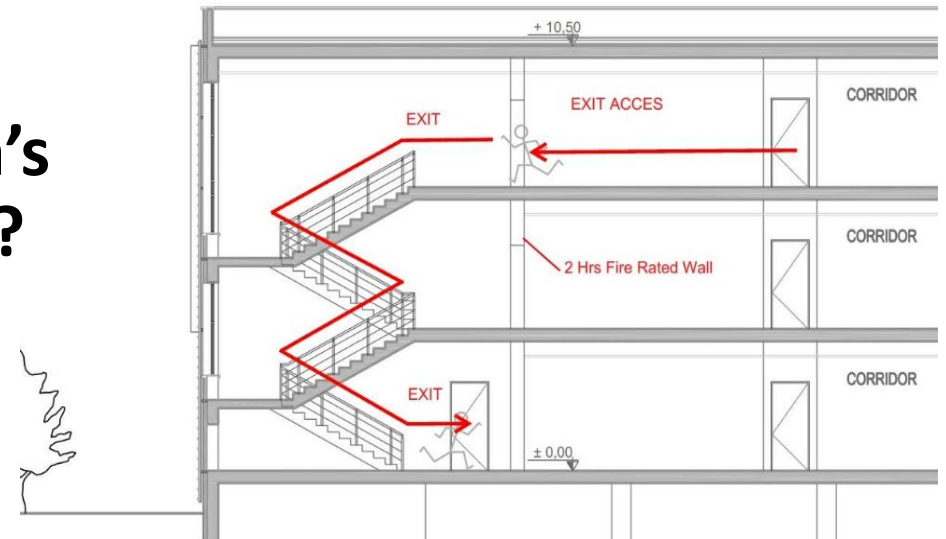 ’s
?
+ 10,50
EXIT
EXIT ACCES
CORRIDOR
CORRIDOR
2 Hrs Fire Rated Wall
CORRIDOR
EXIT
± 0,00